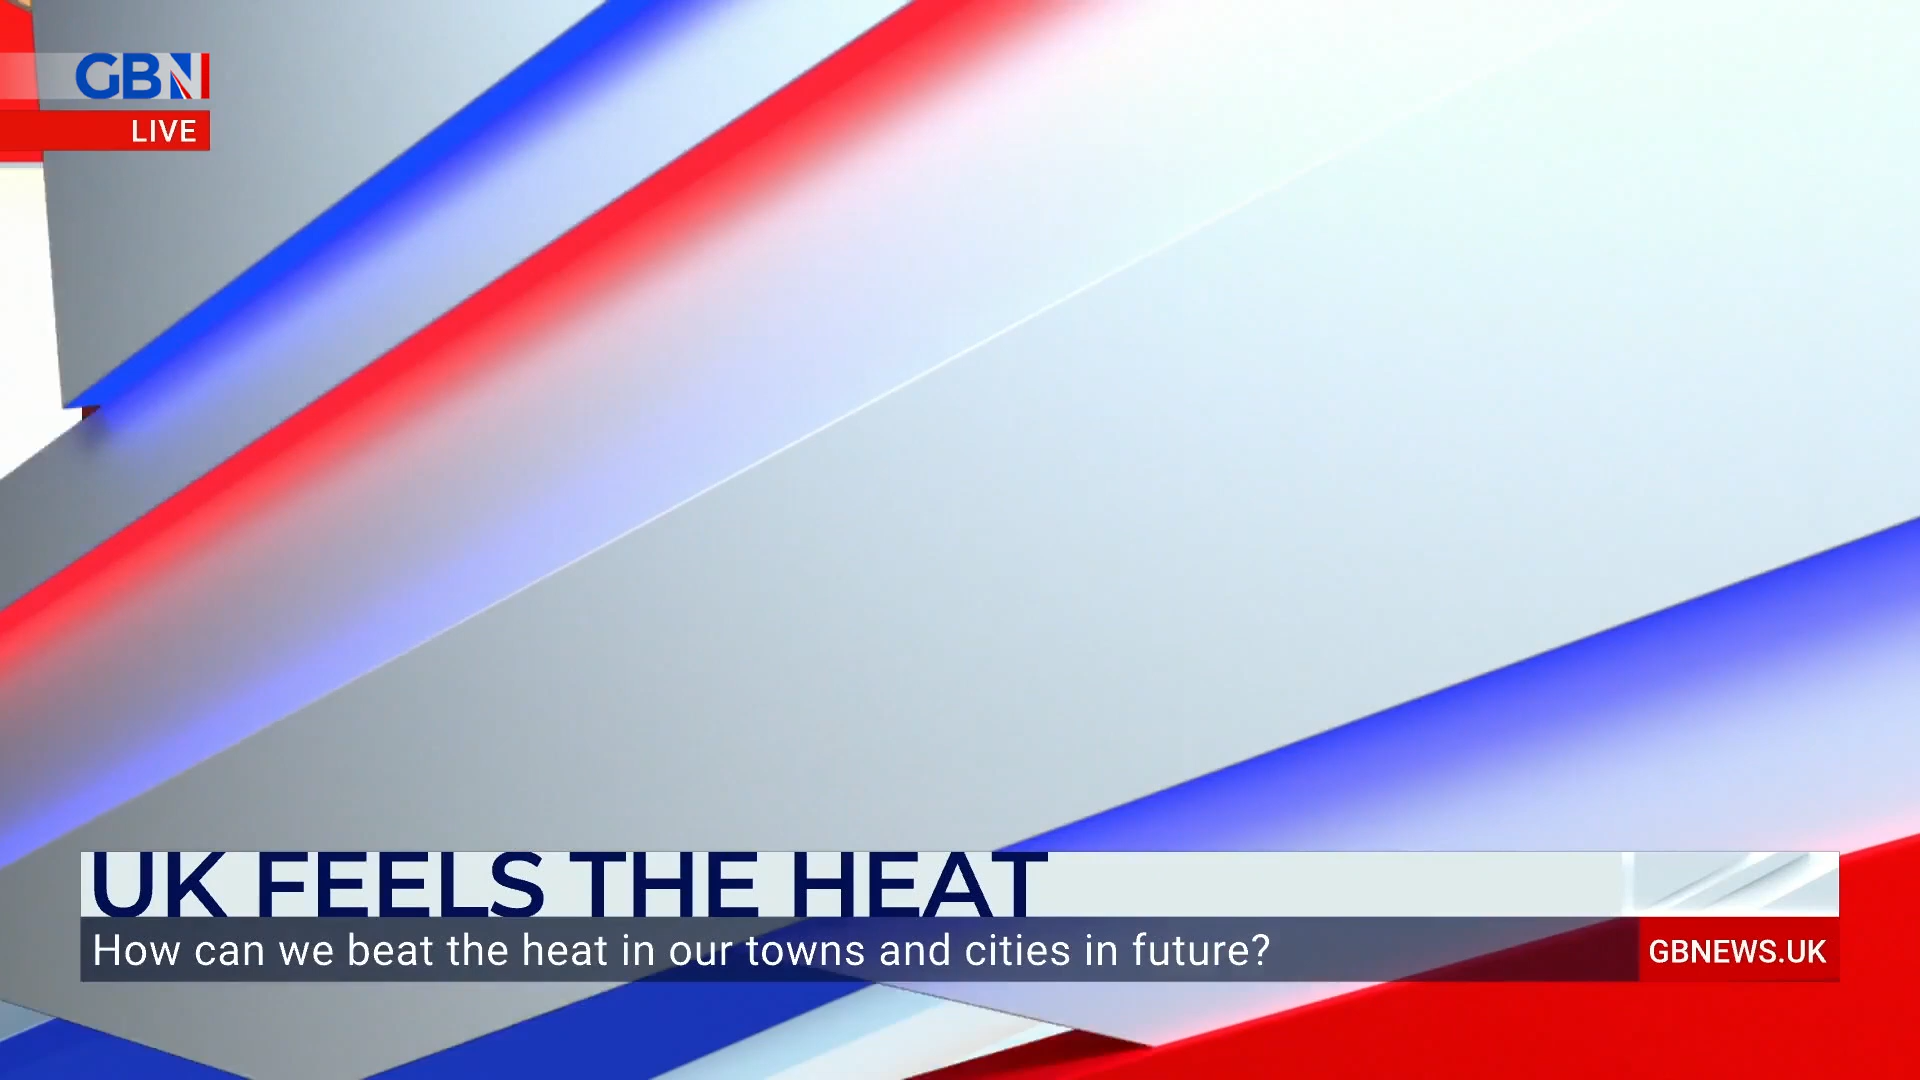 GBN
LIVE
UK FEELS THE HEAT
How can we beat the heat in our towns and cities in future?
GBNEWS.UK